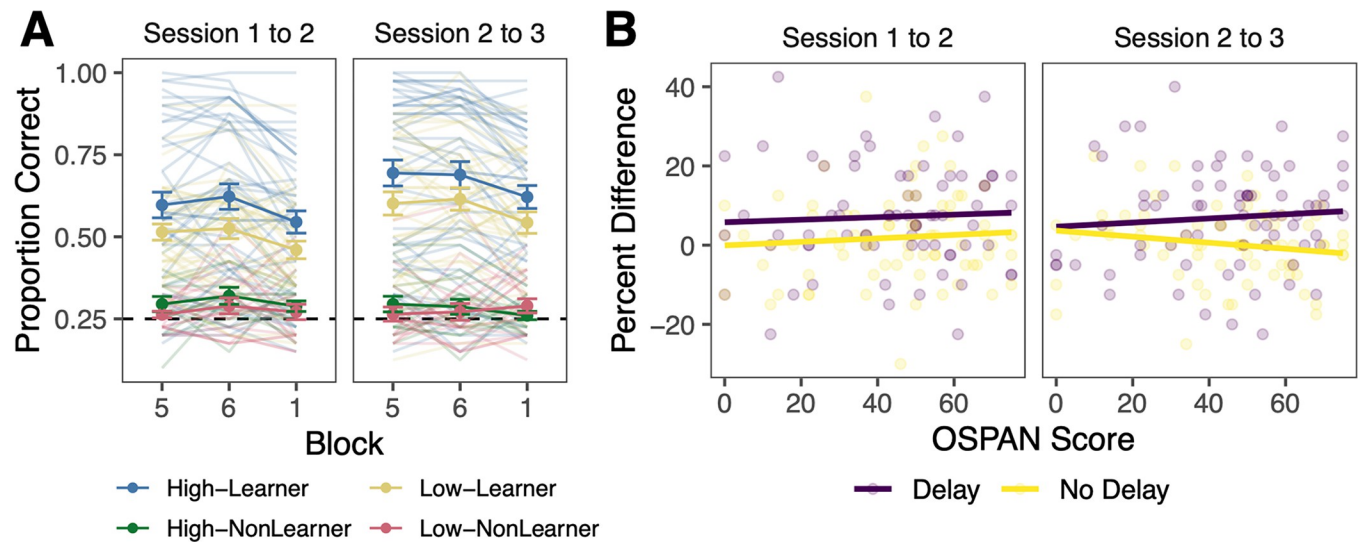 A
Session 1 to 2
Session 2 to 3
Proportion Correct
1.00
0.75
0.50
0.25
5 6 1
5 6 1
Block
High–Learner
Low–Learner
High–NonLearner
Low–NonLearner
B
Session 1 to 2
Session 2 to 3
Percent Difference
40
20
0
−20
0 20 40 60
0 20 40 60
OSPAN Score
Delay
No Delay